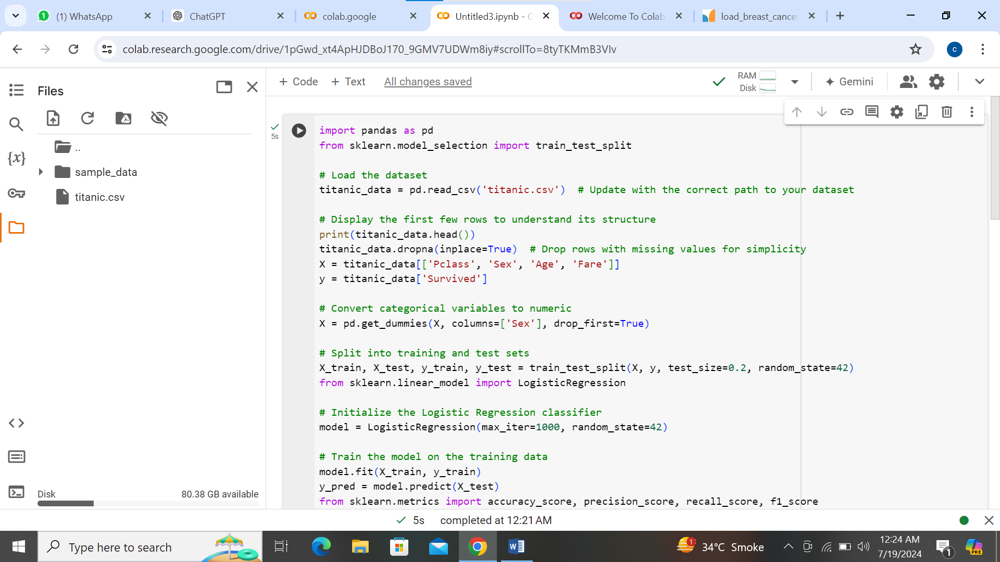 (1) WhatsApp
ChatGPT
colab.google
Untitled3.ipynb - C
Welcome To Colab
load_breast_cancer
colab.research.google.com/drive/1pGwd_xt4ApHJDBoJ170_9GMV7UDWm8iy#scrollTo=8tyTKMmB3VIv
C
Files
+ Code
+ Text
All changes saved
RAM
Disk
Gemini
..
sample_data
titanic.csv
5s
import pandas as pd
from sklearn.model_selection import train_test_split
# Load the dataset
titanic_data = pd.read_csv('titanic.csv')  # Update with the correct path to your dataset
# Display the first few rows to understand its structure
print(titanic_data.head())
titanic_data.dropna(inplace=True)  # Drop rows with missing values for simplicity
X = titanic_data[['Pclass', 'Sex', 'Age', 'Fare']]
y = titanic_data['Survived']
# Convert categorical variables to numeric
X = pd.get_dummies(X, columns=['Sex'], drop_first=True)
# Split into training and test sets
X_train, X_test, y_train, y_test = train_test_split(X, y, test_size=0.2, random_state=42)
from sklearn.linear_model import LogisticRegression
# Initialize the Logistic Regression classifier
model = LogisticRegression(max_iter=1000, random_state=42)
# Train the model on the training data
model.fit(X_train, y_train)
y_pred = model.predict(X_test)
from sklearn.metrics import accuracy_score, precision_score, recall_score, f1_score
{x}
Disk
80.38 GB available
5s completed at 12:21 AM
Type here to search
1
34°C Smoke
12:24 AM
7/19/2024
1
PRE